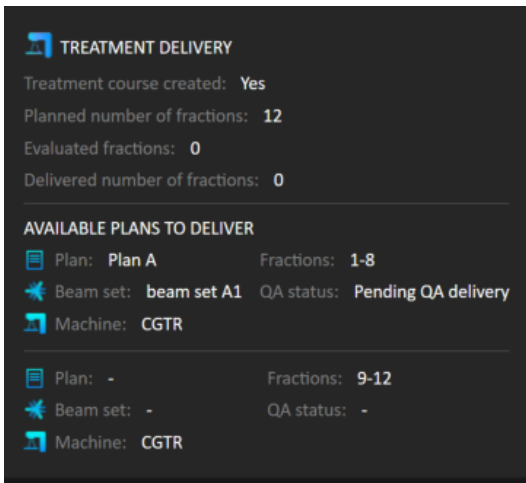 TREATMENT DELIVERY
Treatment course created: Yes
Planned number of fractions: 12
Evaluated fractions: 0
Delivered number of fractions: 0
AVAILABLE PLANS TO DELIVER
Plan: Plan A Fractions: 1-8
Beam set: beam set A1 QA status: Pending QA delivery
Machine: CGTR
Plan: - Fractions: 9-12
Beam set: - QA status: -
Machine: CGTR